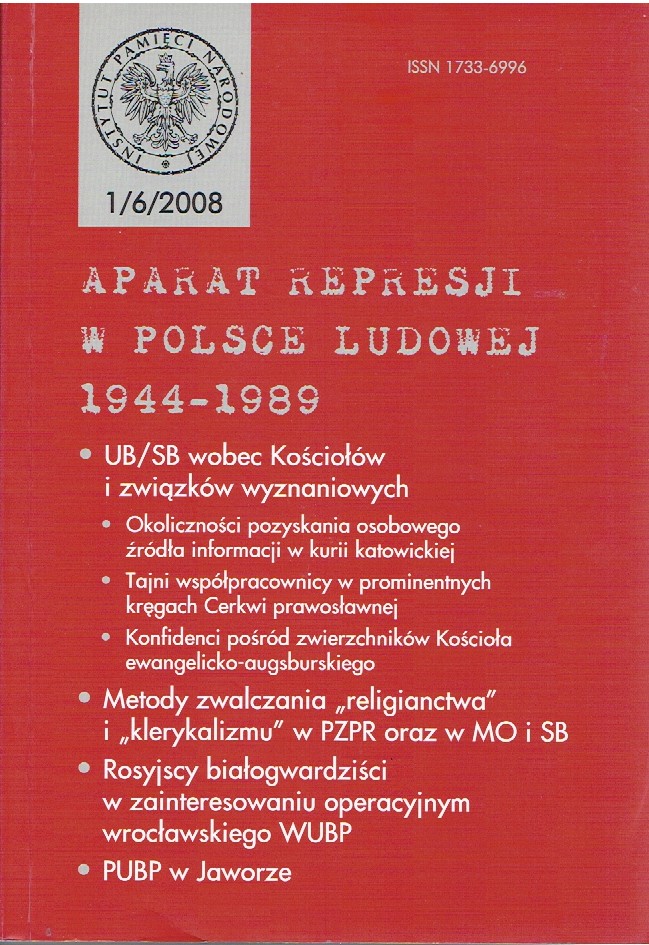 INSTYTUT PAMIĘCI NARODOWEJ
ISSN 1733-6996
1/6/2008
APARAT REPRESJI
W POLSCE LUDOWEJ
1944-1989
• UB/SB wobec Kościołów
i związków wyznaniowych
• Okoliczności pozyskania osobowego
źródła informacji w kurii katowickiej
• Tajni współpracownicy w prominentnych
kręgach Cerkwi prawosławnej
• Konfidenci pośród zwierzchników Kościoła
ewangelicko-augsburskiego
• Metody zwalczania „religianctwa”
i „klerykalizmu” w PZPR oraz w MO i SB
• Rosyjscy białogwardziści
w zainteresowaniu operacyjnym
wrocławskiego WUBP
• PUBP w Jaworze